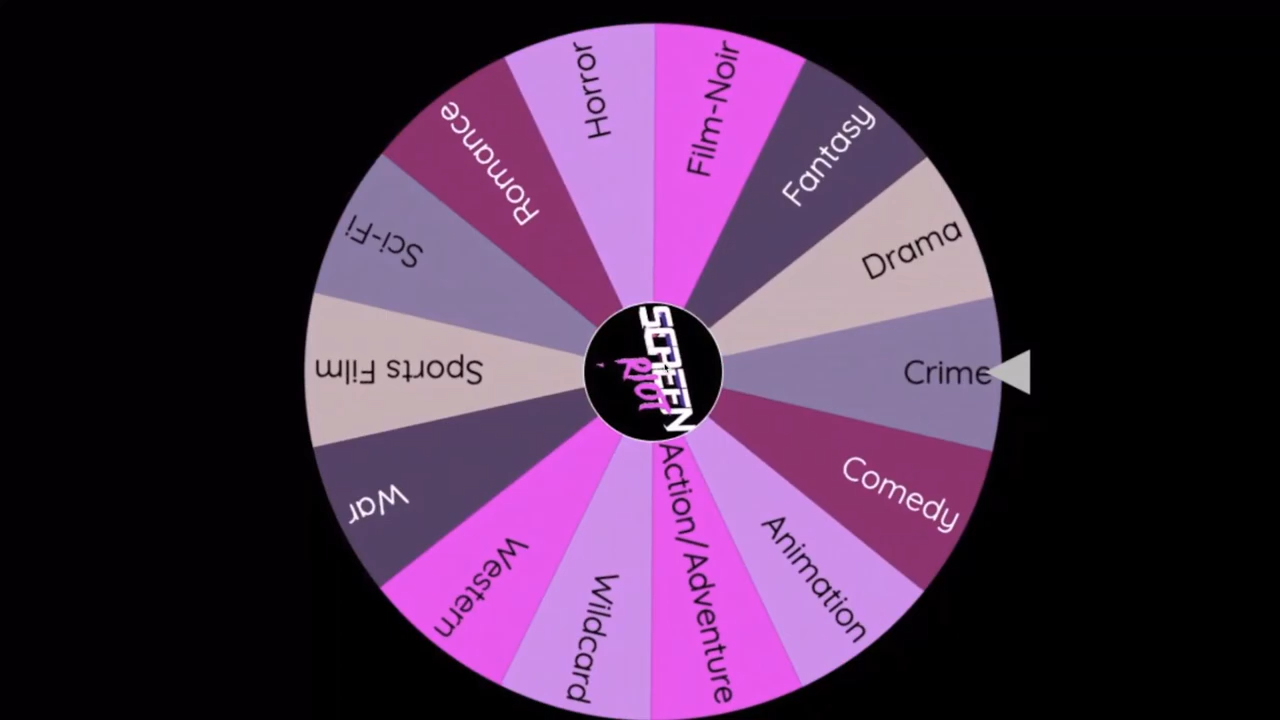 Horror
Film-Noir
Fantasy
Drama
Crime
Comedy
Animation
Action/Adventure
Wildcard
Western
War
Sports Film
Sci-Fi
Romance
SCREEN
RIOT